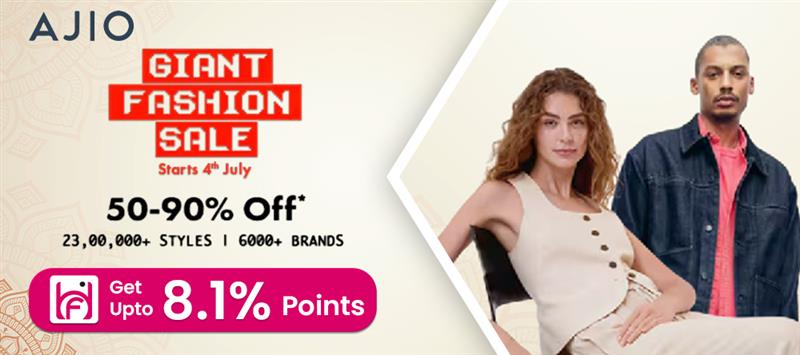 AJIO
GIANT
FASHION
SALE
Starts 4th July
50-90% Off*
23,00,000+ STYLES | 6000+ BRANDS
Get
Upto 8.1% Points